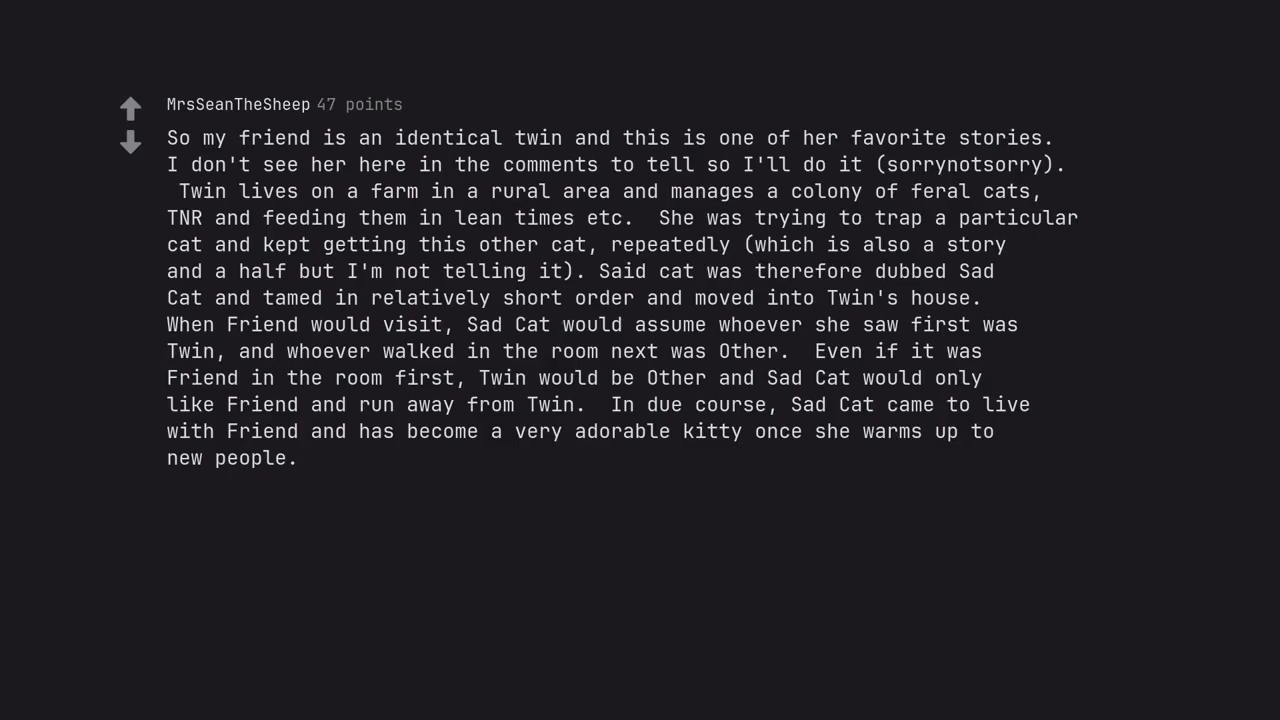 MrsSeanTheSheep 47 points
So my friend is an identical twin and this is one of her favorite stories.
I don't see her here in the comments to tell so I'll do it (sorrynotsorry).
Twin lives on a farm in a rural area and manages a colony of feral cats,
TNR and feeding them in lean times etc.  She was trying to trap a particular
cat and kept getting this other cat, repeatedly (which is also a story
and a half but I'm not telling it). Said cat was therefore dubbed Sad
Cat and tamed in relatively short order and moved into Twin's house.
When Friend would visit, Sad Cat would assume whoever she saw first was
Twin, and whoever walked in the room next was Other.  Even if it was
Friend in the room first, Twin would be Other and Sad Cat would only
like Friend and run away from Twin.  In due course, Sad Cat came to live
with Friend and has become a very adorable kitty once she warms up to
new people.